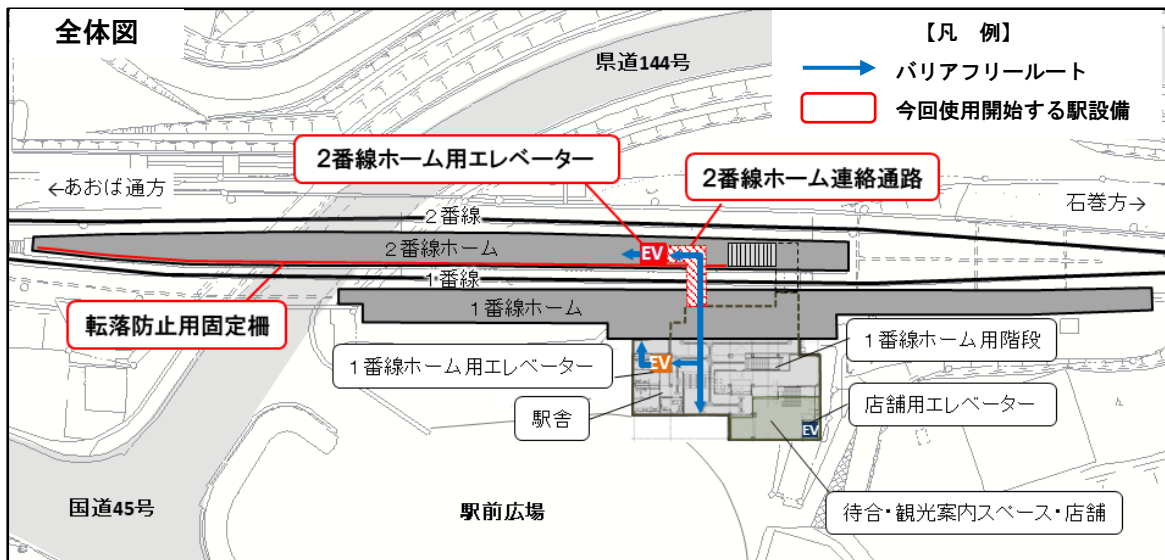 全体図
【凡　例】
バリアフリールート
今回使用開始する駅設備
県道144号
2番線ホーム用エレベーター
2番線ホーム連絡通路
←あおば通方
石巻方→
2番線
2番線ホーム
EV
1番線
1番線ホーム
転落防止用固定柵
1番線ホーム用階段
1番線ホーム用エレベーター
EV
駅舎
店舗用エレベーター
EV
国道45号
駅前広場
待合・観光案内スペース・店舗